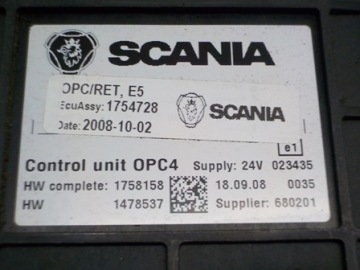 SCANIA
OPC/RET, E5
EcuAssy: 1754728
SCANIA
Date: 2008-10-02
e1
Control unit OPC4 Supply: 24V 023435
HW complete: 1758158 18.09.08 0035
HW 1478537 Supplier: 680201